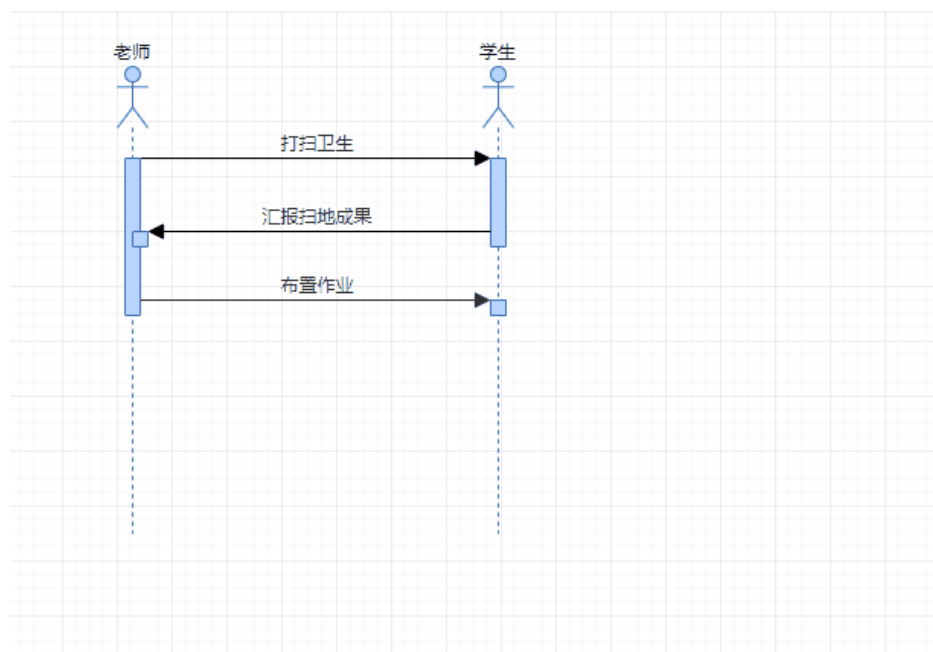 老师
学生
打扫卫生
汇报扫地成果
布置作业